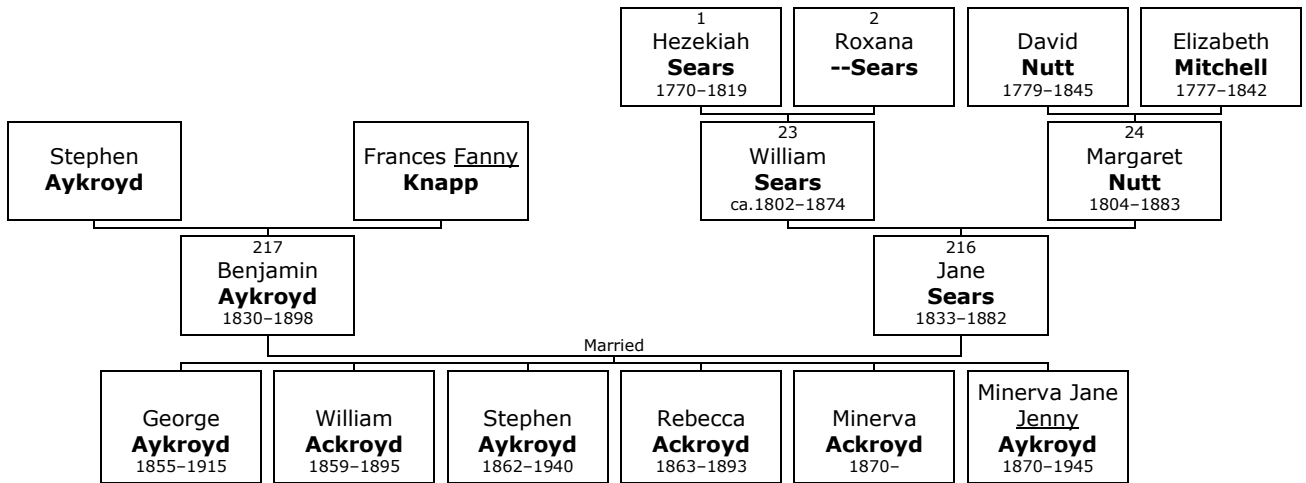 1
Hezekiah
Sears
1770–1819
2
Roxana
--Sears
David
Nutt
1779–1845
Elizabeth
Mitchell
1777–1842
Stephen
Aykroyd
Frances Fanny
Knapp
23
William
Sears
ca.1802–1874
24
Margaret
Nutt
1804–1883
217
Benjamin
Aykroyd
1830–1898
216
Jane
Sears
1833–1882
Married
George
Aykroyd
1855–1915
William
Ackroyd
1859–1895
Stephen
Aykroyd
1862–1940
Rebecca
Ackroyd
1863–1893
Minerva
Ackroyd
1870–
Minerva Jane
Jenny
Aykroyd
1870–1945